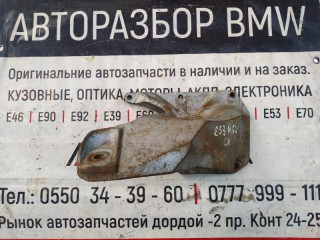 АВТОРАЗБОР BMW
Оригинальные автозапчасти в наличии и на заказ.
КУЗОВНЫЕ, ОПТИКА, МОТОРЫ АКПП ЭЛЕКТРОНИКА
E46 | E90 | E92 | E39 | E53 | E70
Тел.: 0550 34 - 39 - 60 / 0777 999 - 111
Рынок автозапчастей дордой -2 пр. Конт 24-25